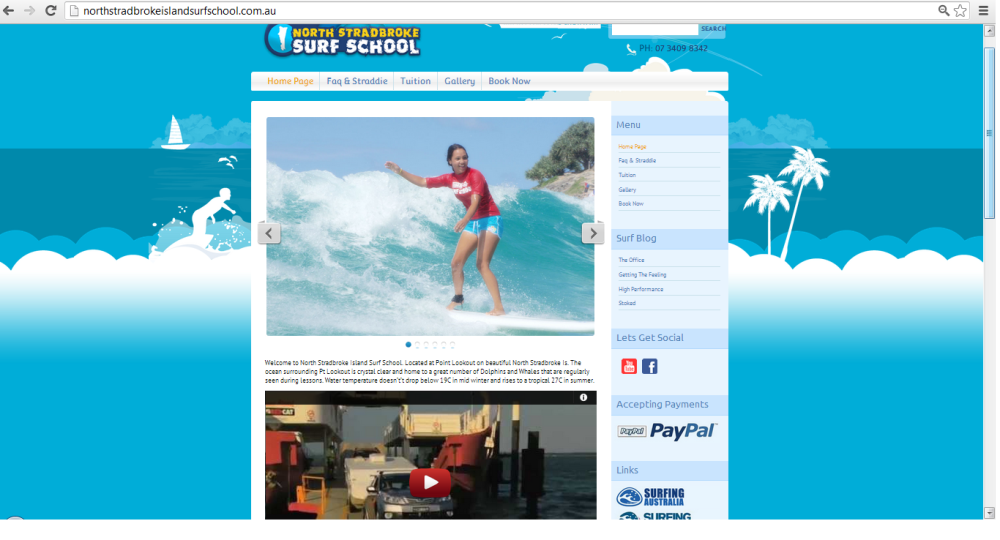 northstradbrokeislandsurfschool.com.au
NORTH STRADBROKE
SURF SCHOOL
SEARCH
PH: 07 3409 8342
Home Page
Faq & Straddie
Tuition
Gallery
Book Now
Menu
Home Page
Faq & Straddie
Tuition
Gallery
Book Now
Surf Blog
The Office
Getting The Feeling
High Performance
Stoked
Lets Get Social
You
Tube
f
Accepting Payments
PayPal
PayPal
Links
SURFING
AUSTRALIA
SURFING
Welcome to North Stradbroke Island Surf School. Located at Point Lookout on beautiful North Stradbroke Is. The
ocean surrounding Pt Lookout is crystal clear and home to a great number of Dolphins and Whales that are regularly
seen during lessons. Water temperature doesn't't drop below 19C in mid winter and rises to a tropical 27C in summer.